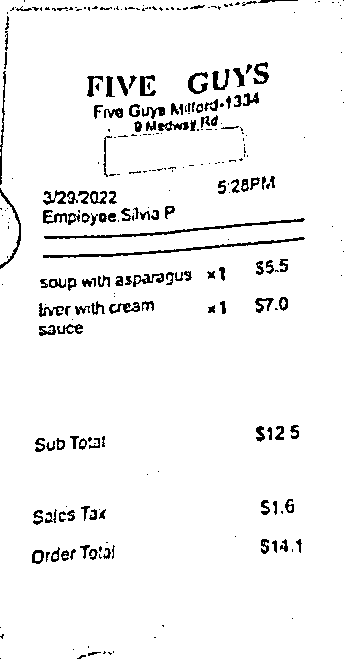 FIVE GUYS
Five Guys Milford-1334
9 Medway Rd
3/29/2022 5:28PM
Employee:Silvia P
soup with asparagus ×1 $5.5
liver with cream ×1 $7.0
sauce
Sub Total $12.5
Sales Tax $1.6
Order Total $14.1